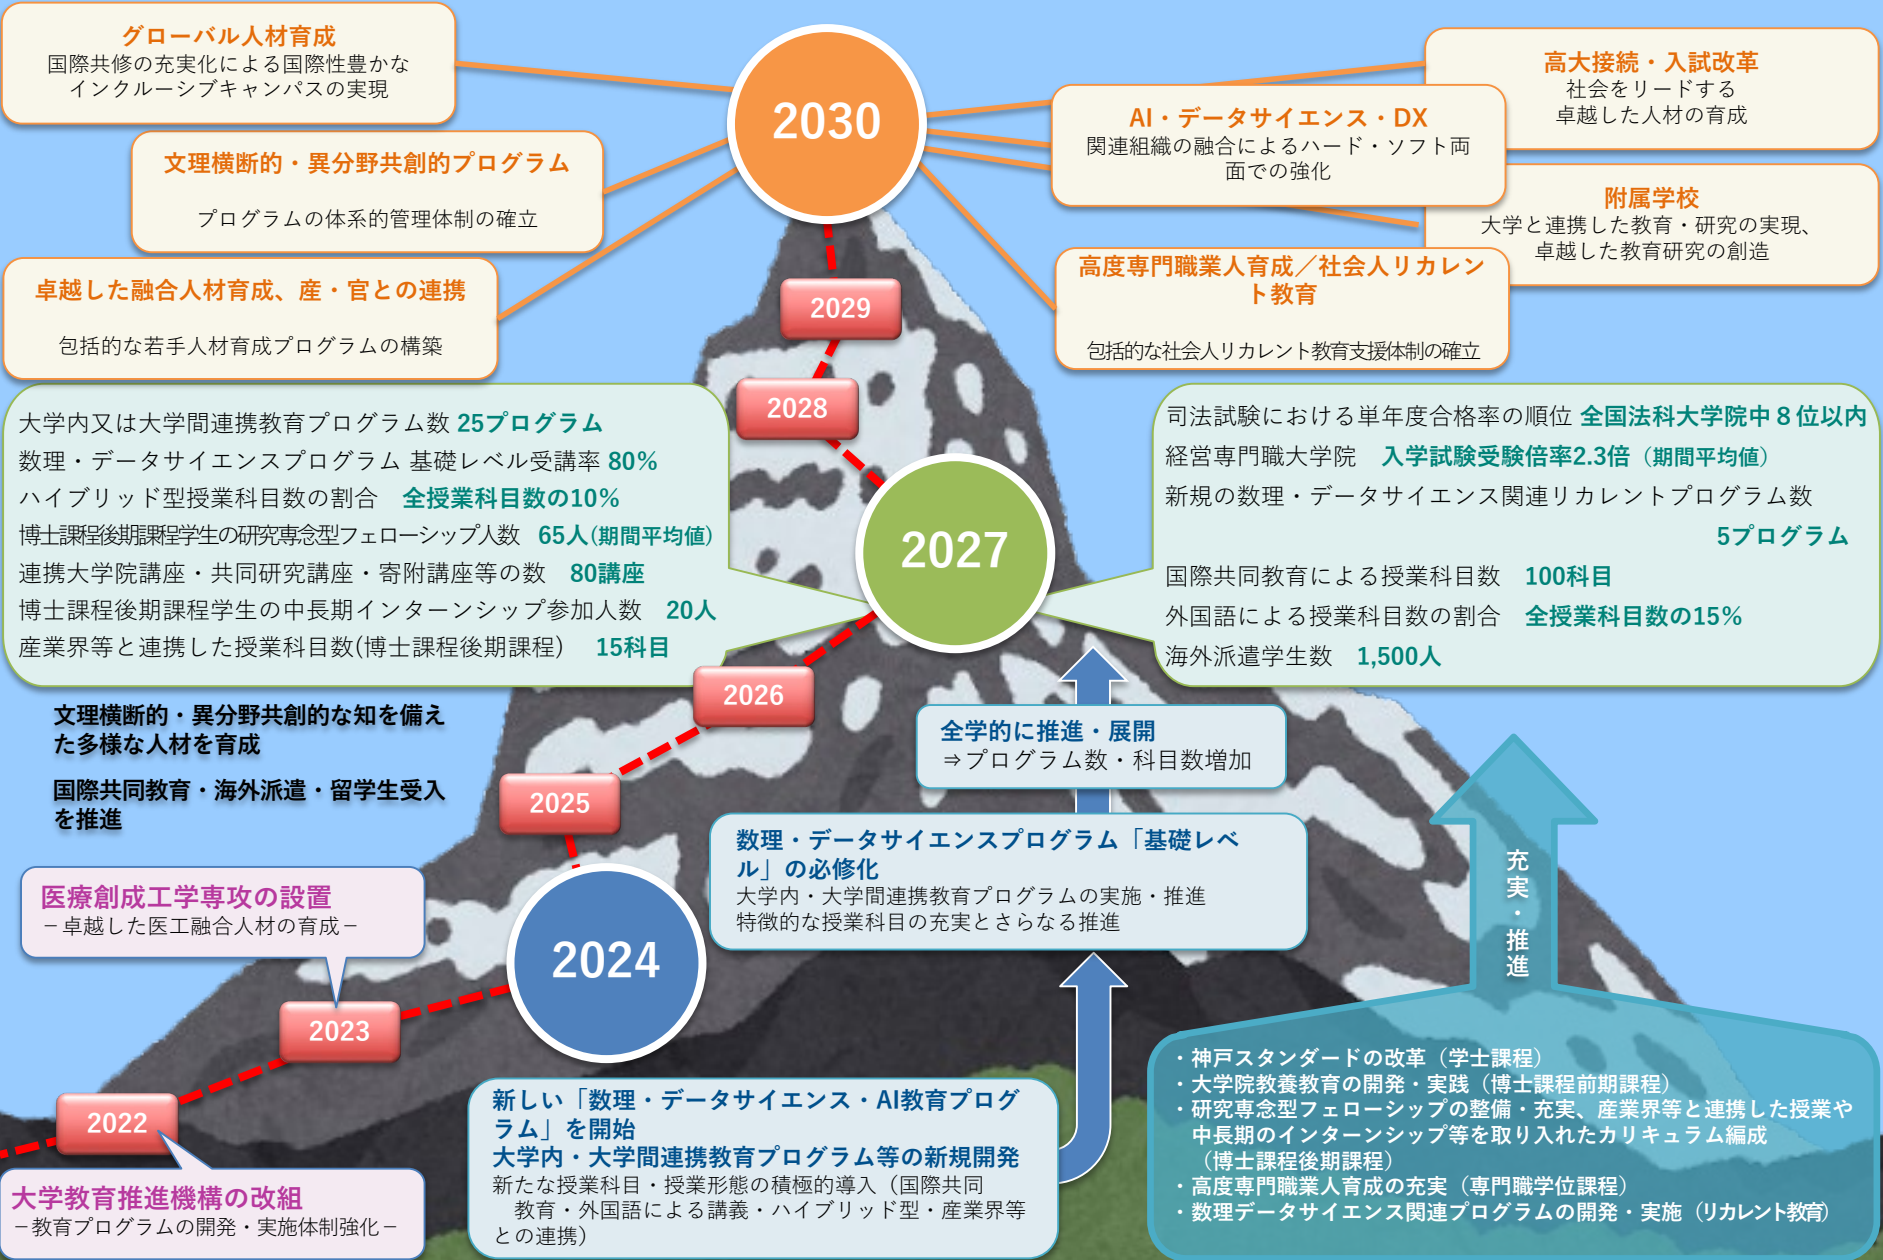 グローバル人材育成
国際共修の充実化による国際性豊かな
インクルーシブキャンパスの実現
文理横断的・異分野共創的プログラム
プログラムの体系的管理体制の確立
卓越した融合人材育成、産・官との連携
包括的な若手人材育成プログラムの構築
2030
高大接続・入試改革
社会をリードする
卓越した人材の育成
AI・データサイエンス・DX
関連組織の融合によるハード・ソフト両
面での強化
附属学校
大学と連携した教育・研究の実現、
卓越した教育研究の創造
高度専門職業人育成／社会人リカレン
ト教育
包括的な社会人リカレント教育支援体制の確立
2029
2028
大学内又は大学間連携教育プログラム数 25プログラム
数理・データサイエンスプログラム 基礎レベル受講率 80%
ハイブリッド型授業科目数の割合 全授業科目数の10%
博士課程後期課程学生の研究専念型フェローシップ人数 65人(期間平均値)
連携大学院講座・共同研究講座・寄附講座等の数 80講座
博士課程後期課程学生の中長期インターンシップ参加人数 20人
産業界等と連携した授業科目数(博士課程後期課程) 15科目
2027
司法試験における単年度合格率の順位 全国法科大学院中８位以内
経営専門職大学院 入学試験受験倍率2.3倍（期間平均値）
新規の数理・データサイエンス関連リカレントプログラム数
5プログラム
国際共同教育による授業科目数 100科目
外国語による授業科目数の割合 全授業科目数の15%
海外派遣学生数 1,500人
2026
文理横断的・異分野共創的な知を備え
た多様な人材を育成
国際共同教育・海外派遣・留学生受入
を推進
全学的に推進・展開
⇒プログラム数・科目数増加
2025
数理・データサイエンスプログラム「基礎レベ
ル」の必修化
大学内・大学間連携教育プログラムの実施・推進
特徴的な授業科目の充実とさらなる推進
充実・推進
医療創成工学専攻の設置
－卓越した医工融合人材の育成－
2024
2023
2022
大学教育推進機構の改組
－教育プログラムの開発・実施体制強化－
新しい「数理・データサイエンス・AI教育プログ
ラム」を開始
大学内・大学間連携教育プログラム等の新規開発
新たな授業科目・授業形態の積極的導入（国際共同
教育・外国語による講義・ハイブリッド型・産業界等
との連携）
・神戸スタンダードの改革（学士課程）
・大学院教養教育の開発・実践（博士課程前期課程）
・研究専念型フェローシップの整備・充実、産業界等と連携した授業や
中長期のインターンシップ等を取り入れたカリキュラム編成
（博士課程後期課程）
・高度専門職業人育成の充実（専門職学位課程）
・数理データサイエンス関連プログラムの開発・実施（リカレント教育）